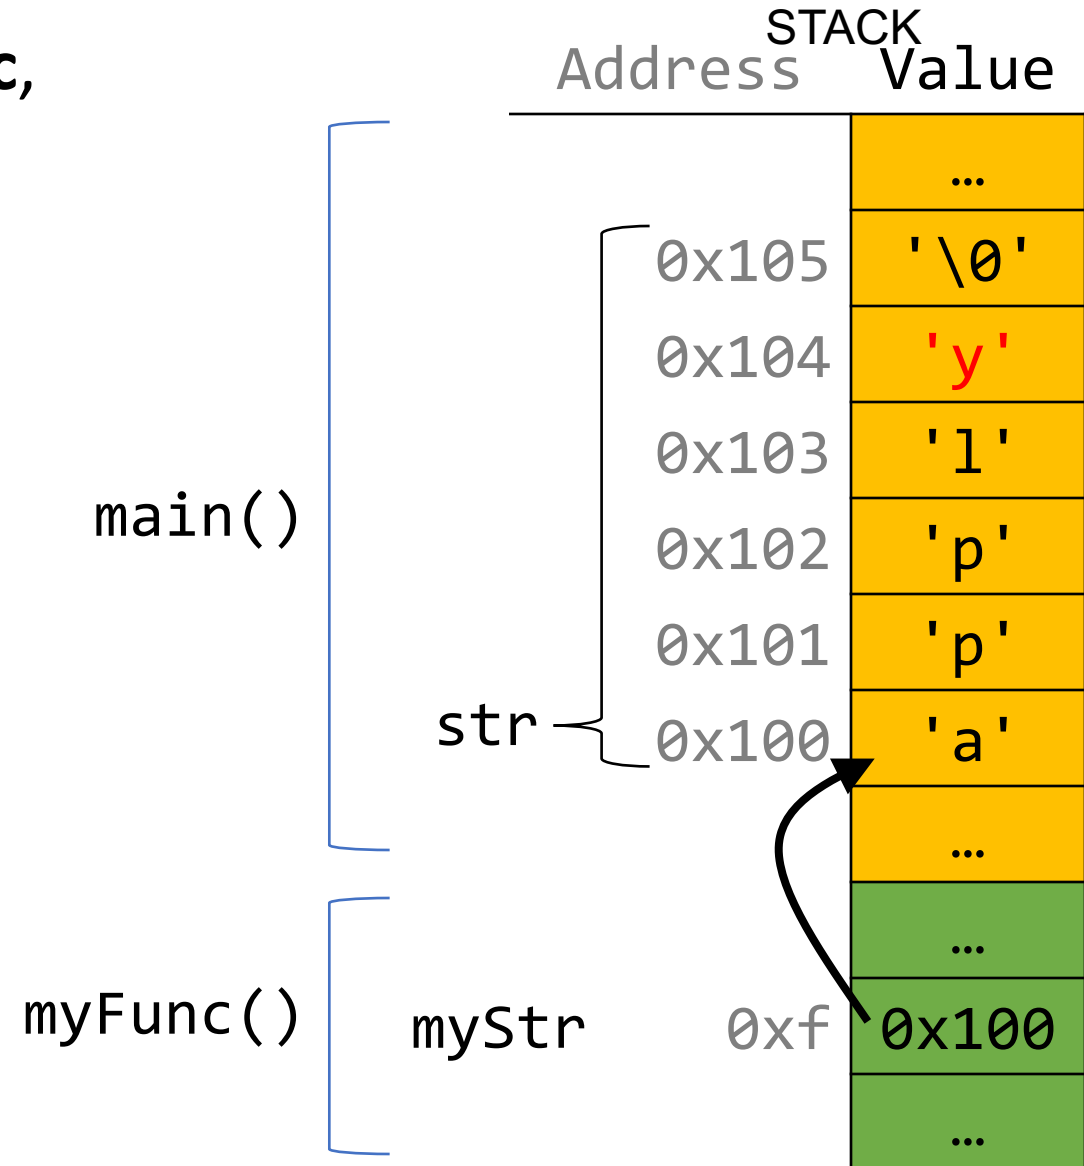 STACK
c,
Address Value
…
0x105 '\0'
0x104 'y'
0x103 'l'
main()
0x102 'p'
0x101 'p'
str 0x100 'a'
…
…
myFunc() myStr 0xf 0x100
…